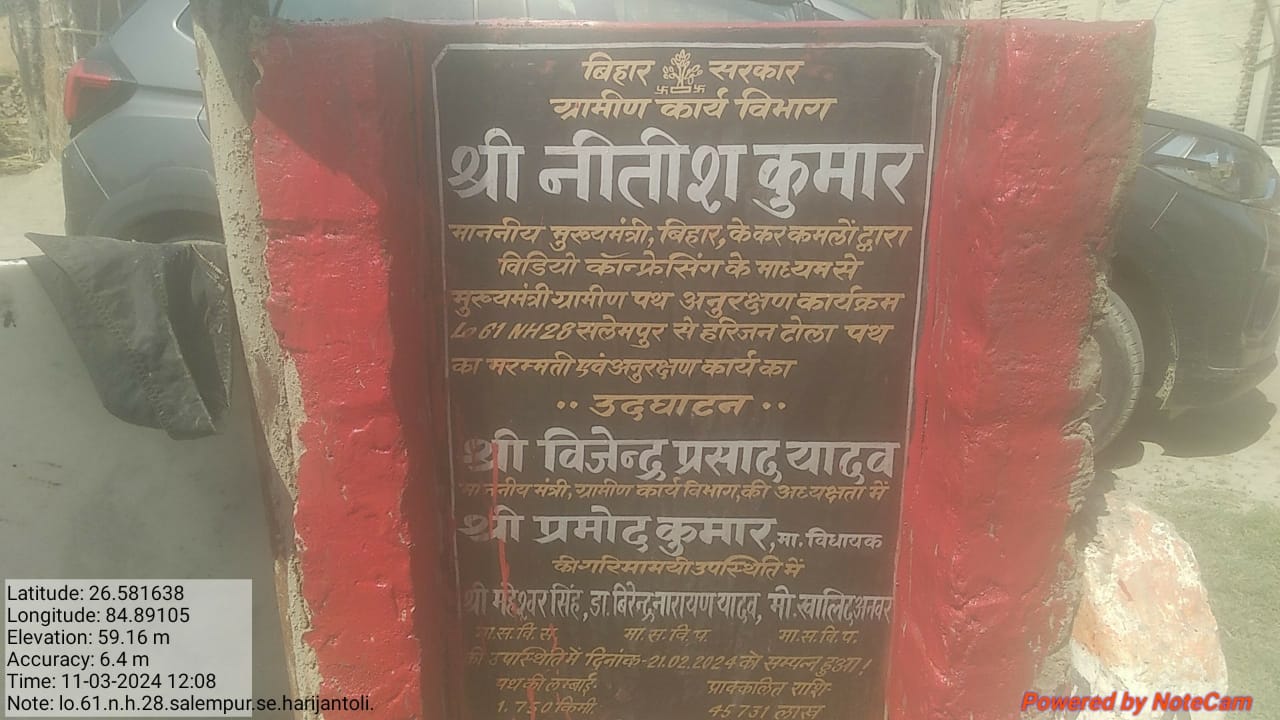 बिहार सरकार
ग्रामीण कार्य विभाग
श्री नीतीश कुमार
माननीय मुख्यमंत्री, बिहार, के कर कमलों द्वारा
विडियो कॉन्फ्रेसिंग के माध्यम से
मुख्यमंत्री ग्रामीण पथ अनुरक्षण कार्यक्रम
Lo 61 NH 28 सलेमपुर से हरिजन टोला पथ
का मरम्मती एवं अनुरक्षण कार्य का
.. उदघाटन ..
श्री विजेन्द्र प्रसाद यादव
माननीय मंत्री, ग्रामीण कार्य विभाग, की अध्यक्षता में
श्री प्रमोद कुमार, मा. विधायक
की गरिमामयी उपस्थिति में
श्री महेश्वर सिंह, डा. बिरेन्द्र नारायण यादव, मो. खालिद अनवर
मा. स. वि. स. मा. स. वि. प. मा. स. वि. प.
की उपस्थिति में दिनांक-21.02.2024 को सम्पन्न हुआ।
पथ की लम्बाई- प्राक्कलित राशि-
1.750 किमी. 45.731 लाख
Latitude: 26.581638
Longitude: 84.89105
Elevation: 59.16 m
Accuracy: 6.4 m
Time: 11-03-2024 12:08
Note: lo.61.n.h.28.salempur.se.harijantoli.
Powered by NoteCam